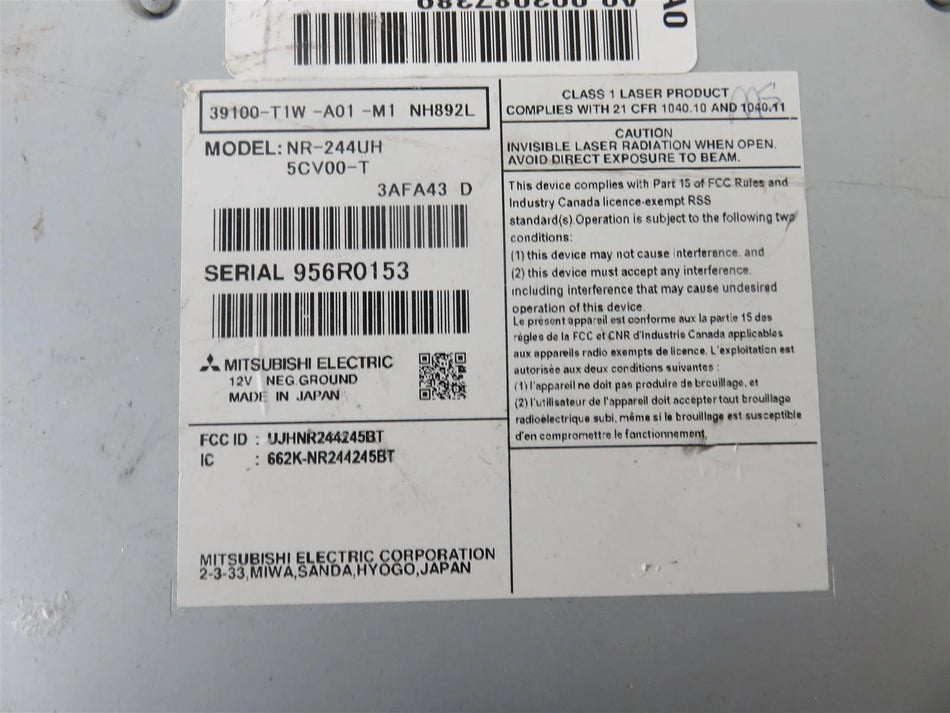 A0
39100-T1W -A01 -M1 NH892L
MODEL: NR-244UH
5CV00-T
3AFA43 D
SERIAL 956R0153
MITSUBISHI ELECTRIC
12V NEG.GROUND
MADE IN JAPAN
FCC ID : UJHNR244245BT
IC : 662K-NR244245BT
MITSUBISHI ELECTRIC CORPORATION
2-3-33,MIWA,SANDA,HYOGO,JAPAN
CLASS 1 LASER PRODUCT
COMPLIES WITH 21 CFR 1040.10 AND 1040.11
CAUTION
INVISIBLE LASER RADIATION WHEN OPEN.
AVOID DIRECT EXPOSURE TO BEAM.
This device complies with Part 15 of FCC Rules and
Industry Canada licence-exempt RSS
standard(s).Operation is subject to the following two
conditions:
(1) this device may not cause interference. and
(2) this device must accept any interference.
including interference that may cause undesired
operation of this device.
Le présent appareil est conforme aux la partie 15 des
règles de la FCC et CNR d'Industrie Canada applicables
aux appareils radio exempts de licence. L'exploitation est
autorisée aux deux conditions suivantes :
(1) l'appareil ne doit pas produire de brouillage, et
(2) l'utilisateur de l'appareil doit accepter tout brouillage
radioélectrique subi, même si le brouillage est susceptible
d'en compromettre le fonctionnement.